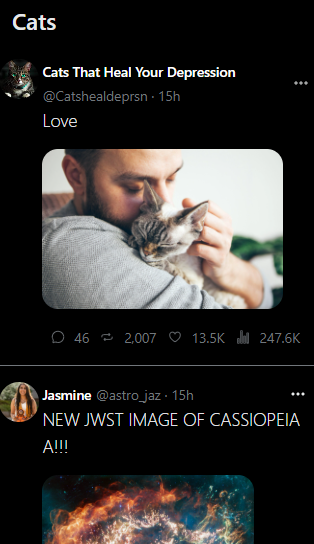 Cats
Cats That Heal Your Depression
@Catshealdeprsn · 15h
Love
46 2,007 13.5K 247.6K
Jasmine @astro_jaz · 15h
NEW JWST IMAGE OF CASSIOPEIA
A!!!